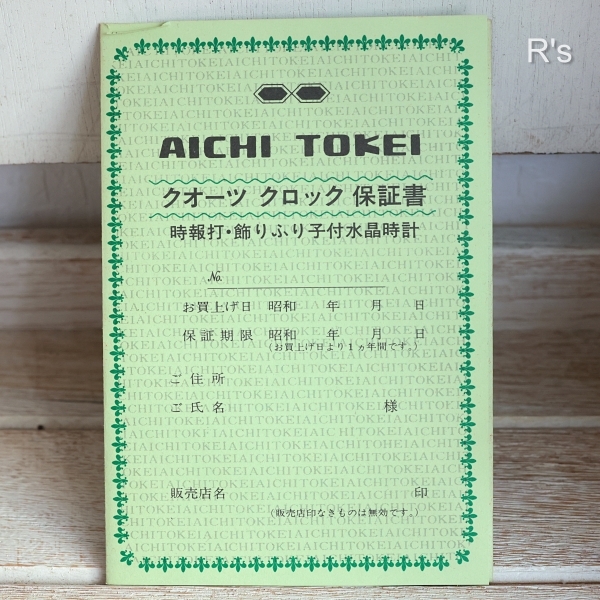 R's
AICHI TOKEI
クオーツ クロック 保証書
時報打・飾りふり子付水晶時計
No.
お買上げ日 昭和 年 月 日
保証期限 昭和 年 月 日
(お買上げ日より1ヵ年間です。)
ご住所
ご氏名 様
販売店名 印
(販売店印なきものは無効です。)